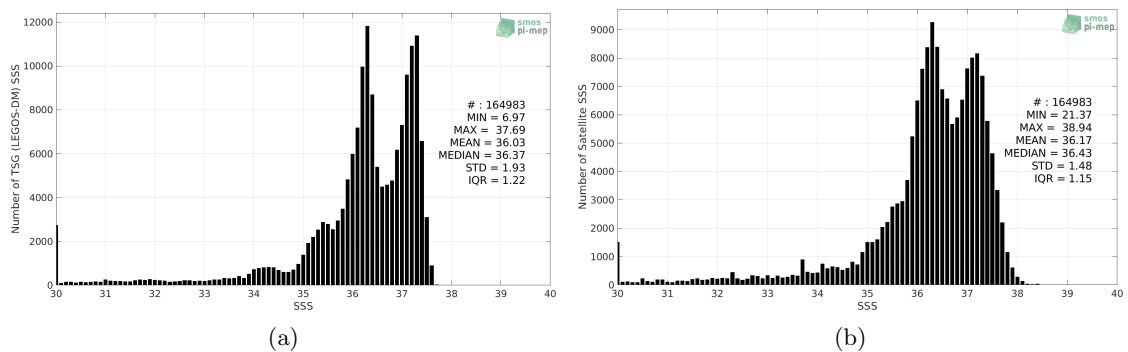 12000
10000
8000
6000
4000
2000
0
Number of TSG (LEGOS-DM) SSS
smos
pi-mep
# : 164983
MIN = 6.97
MAX = 37.69
MEAN = 36.03
MEDIAN = 36.37
STD = 1.93
IQR = 1.22
30 31 32 33 34 35 36 37 38 39 40
SSS
(a)
9000
8000
7000
6000
5000
4000
3000
2000
1000
0
Number of Satellite SSS
smos
pi-mep
# : 164983
MIN = 21.37
MAX = 38.94
MEAN = 36.17
MEDIAN = 36.43
STD = 1.48
IQR = 1.15
30 31 32 33 34 35 36 37 38 39 40
SSS
(b)